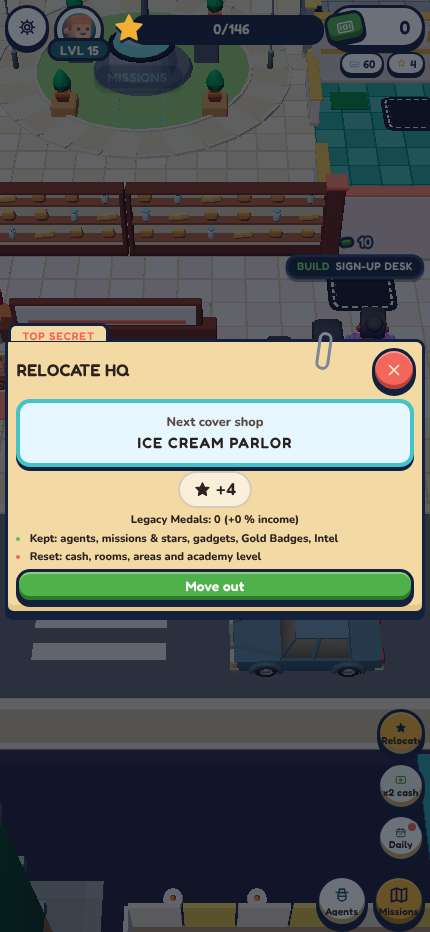 LVL 15
0/146
0
60
4
MISSIONS
10
BUILD SIGN-UP DESK
TOP SECRET
RELOCATE HQ
Next cover shop
ICE CREAM PARLOR
+4
Legacy Medals: 0 (+0 % income)
Kept: agents, missions & stars, gadgets, Gold Badges, Intel
Reset: cash, rooms, areas and academy level
Move out
Relocate
x2 cash
Daily
Agents
Missions